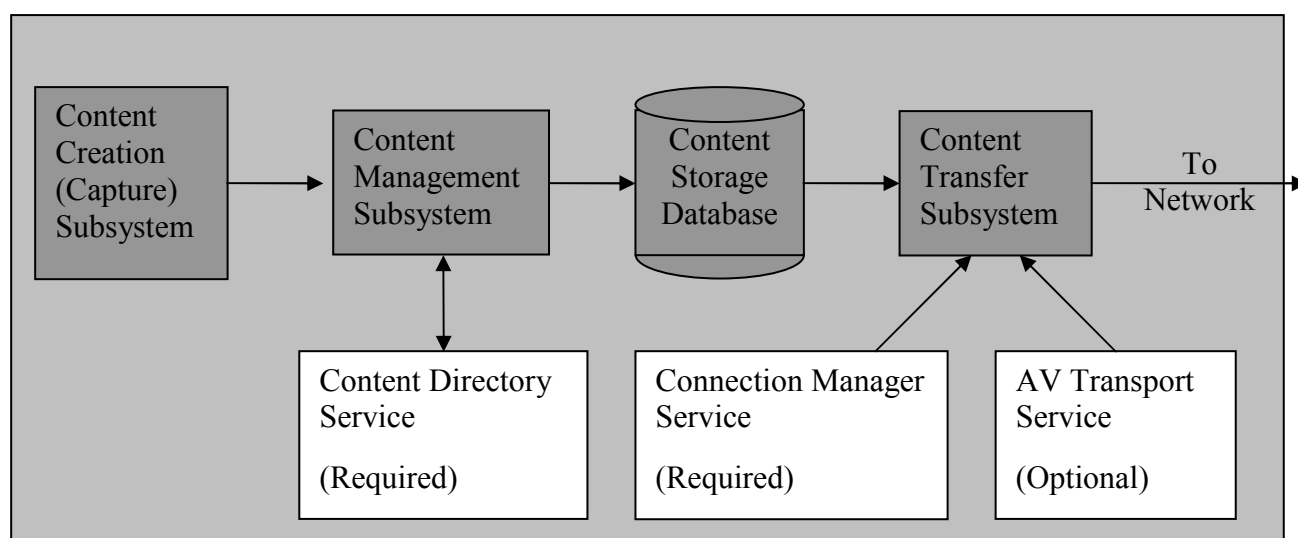 Content
Creation
(Capture)
Subsystem
Content
Management
Subsystem
Content
Storage
Database
Content
Transfer
Subsystem
To
Network
Content Directory
Service
(Required)
Connection Manager
Service
(Required)
AV Transport
Service
(Optional)